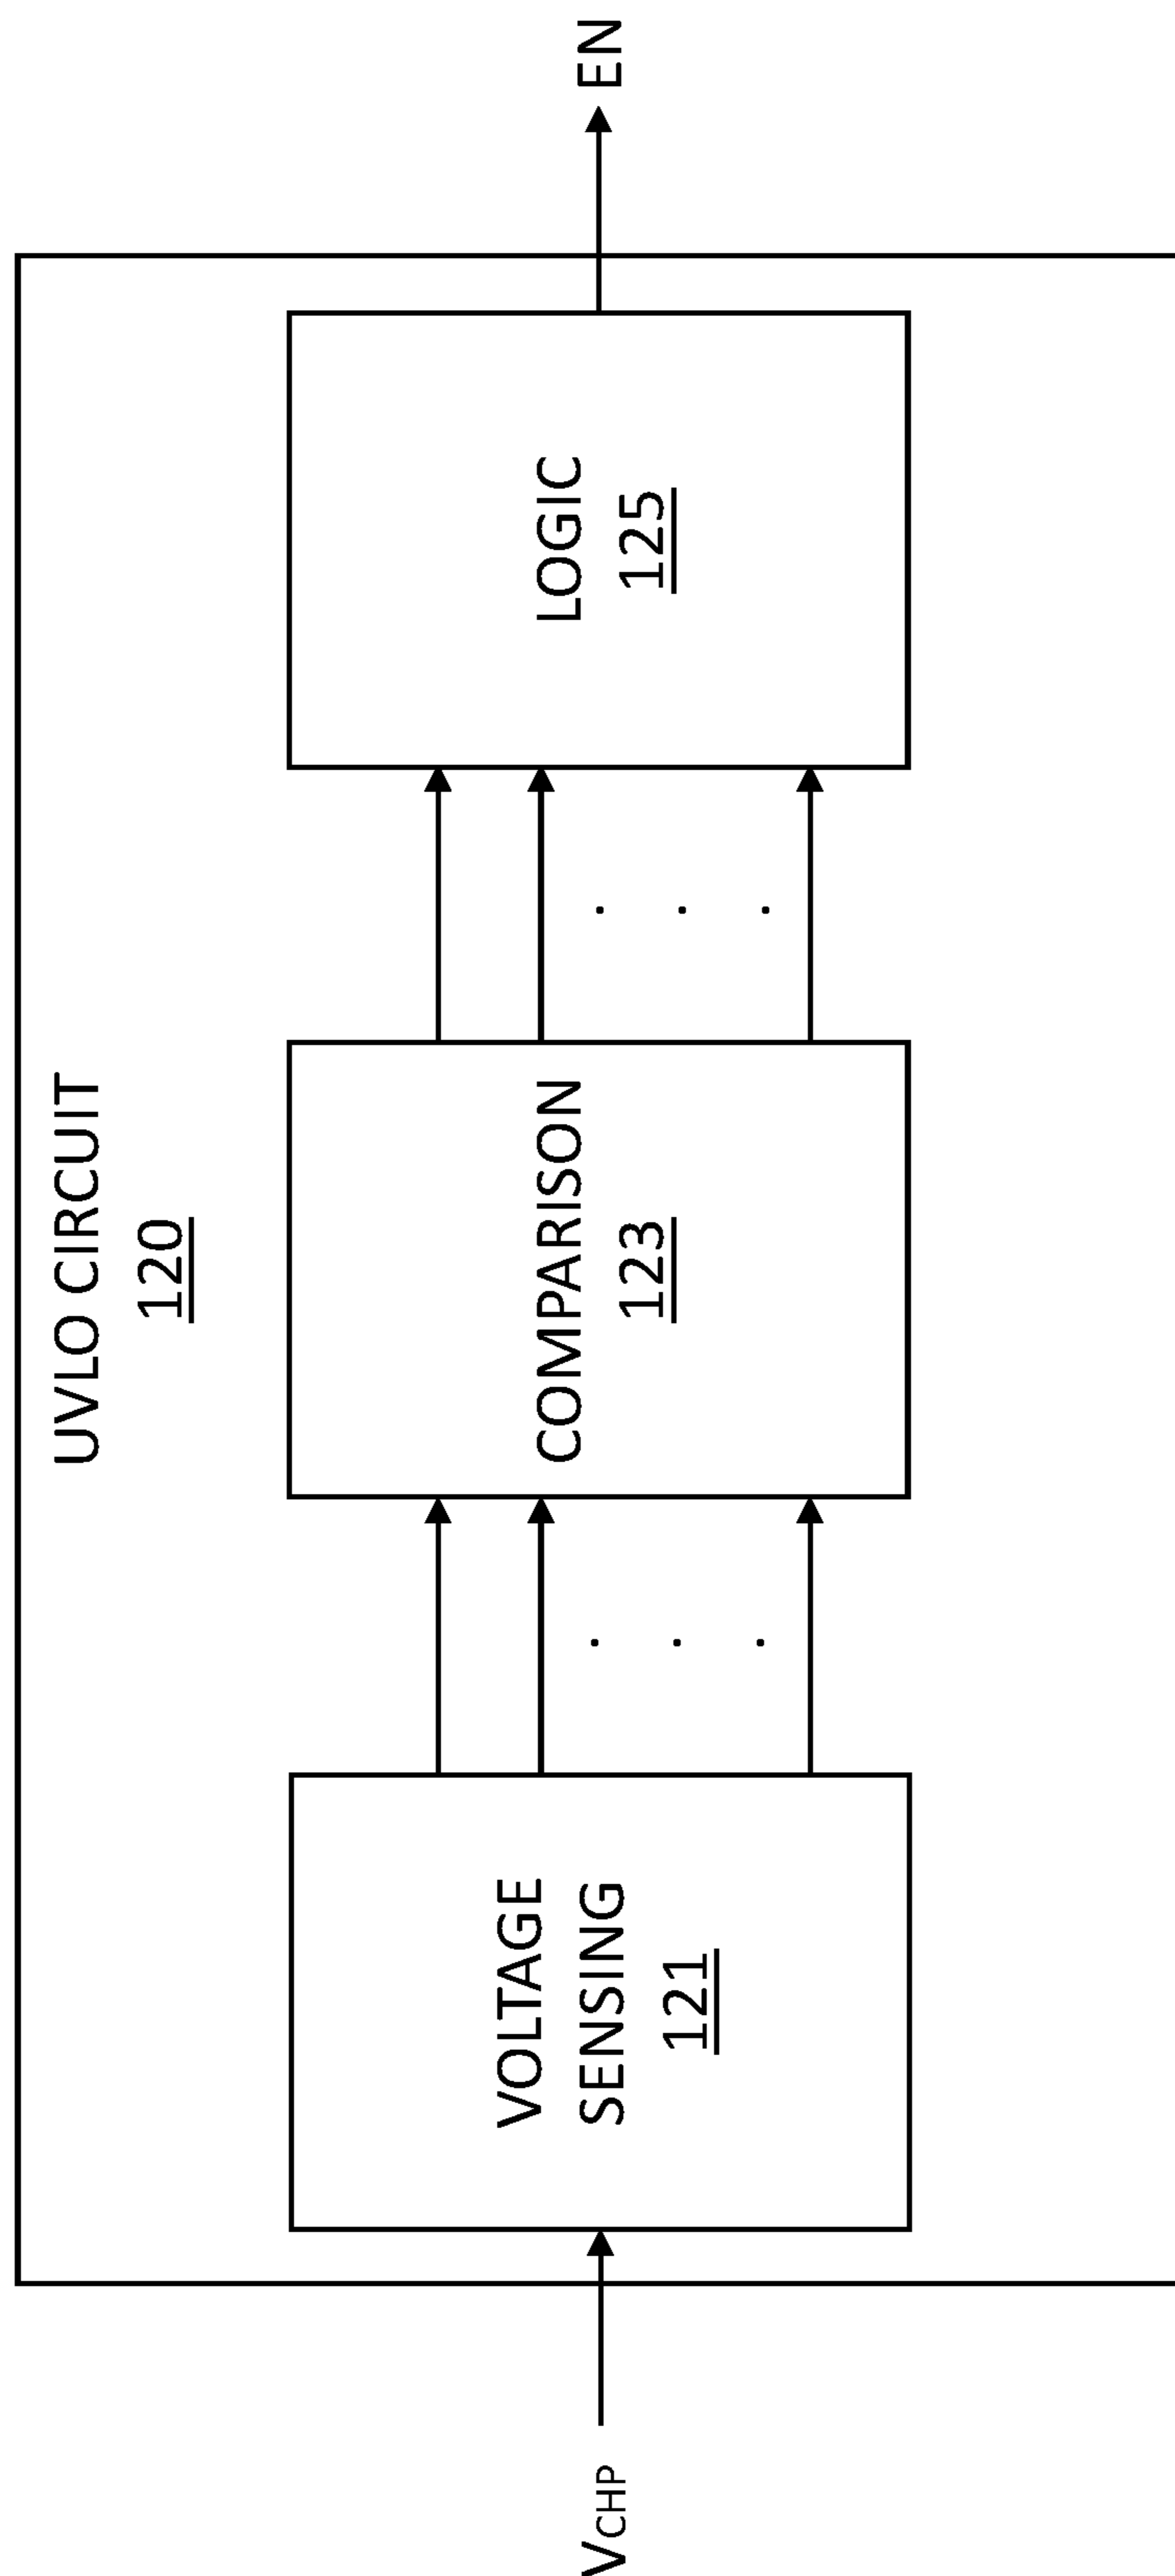 UVLO CIRCUIT
120
VCHP
VOLTAGE
SENSING
121
COMPARISON
123
LOGIC
125
EN